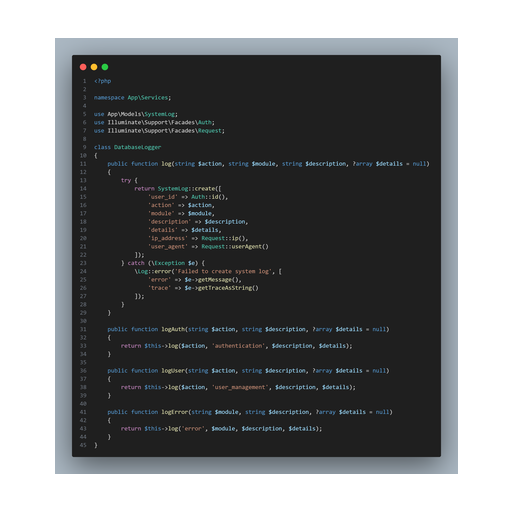 1 <?php
2
3 namespace App\Services;
4
5 use App\Models\SystemLog;
6 use Illuminate\Support\Facades\Auth;
7 use Illuminate\Support\Facades\Request;
8
9 class DatabaseLogger
10 {
11     public function log(string $action, string $module, string $description, ?array $details = null)
12     {
13         try {
14             return SystemLog::create([
15                 'user_id' => Auth::id(),
16                 'action' => $action,
17                 'module' => $module,
18                 'description' => $description,
19                 'details' => $details,
20                 'ip_address' => Request::ip(),
21                 'user_agent' => Request::userAgent()
22             ]);
23         } catch (\Exception $e) {
24             \Log::error('Failed to create system log', [
25                 'error' => $e->getMessage(),
26                 'trace' => $e->getTraceAsString()
27             ]);
28         }
29     }
30
31     public function logAuth(string $action, string $description, ?array $details = null)
32     {
33         return $this->log($action, 'authentication', $description, $details);
34     }
35
36     public function logUser(string $action, string $description, ?array $details = null)
37     {
38         return $this->log($action, 'user_management', $description, $details);
39     }
40
41     public function logError(string $module, string $description, ?array $details = null)
42     {
43         return $this->log('error', $module, $description, $details);
44     }
45 }